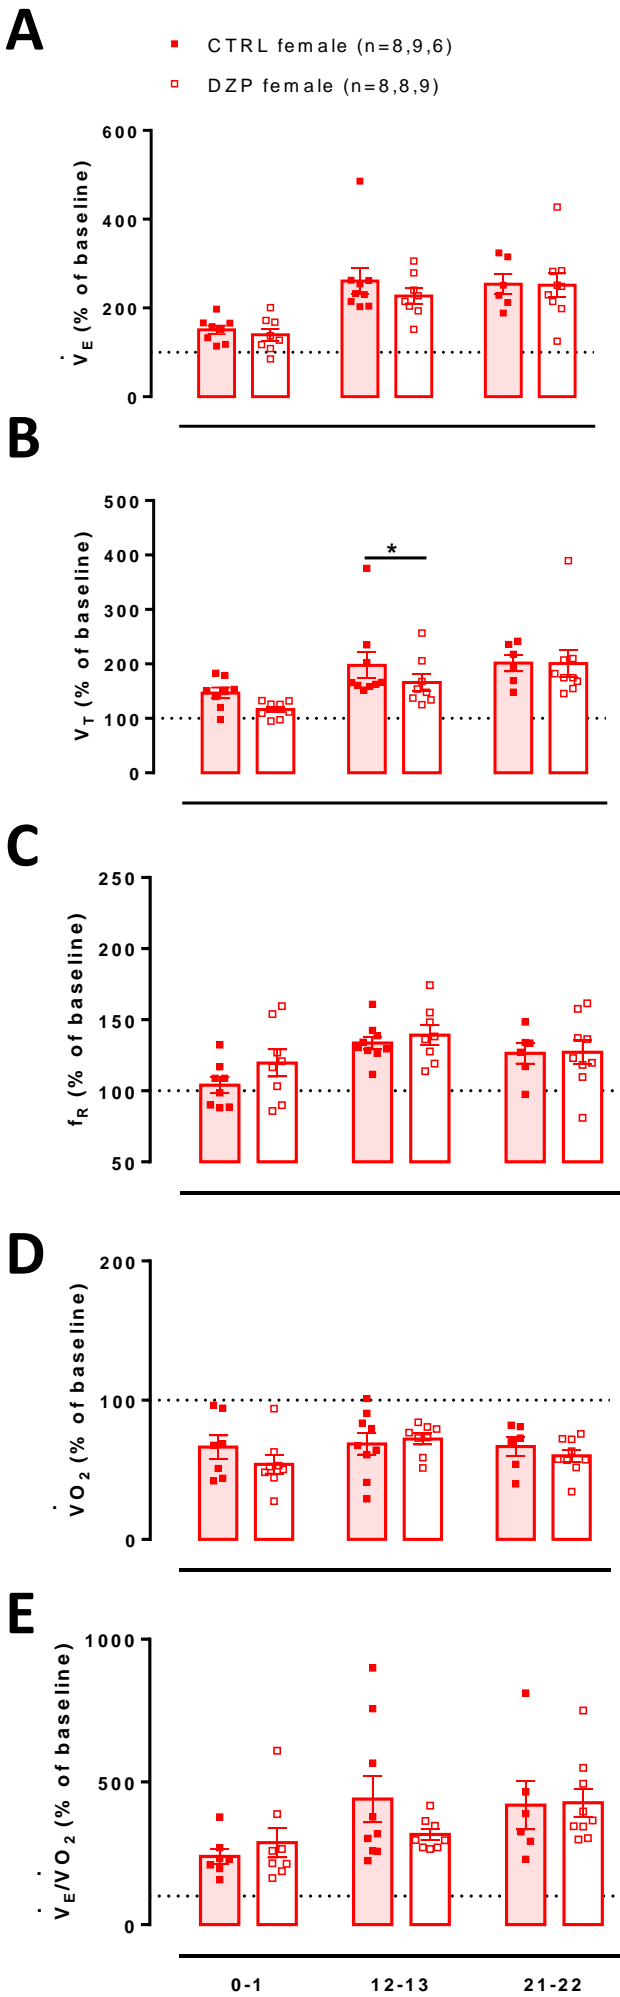 A
CTRL female (n=8,9,6)
DZP female (n=8,8,9)
V̇E (% of baseline)
600
400
200
0
B
VT (% of baseline)
500
400
300
200
100
0
*
C
fR (% of baseline)
250
200
150
100
50
D
V̇O2 (% of baseline)
200
100
0
E
V̇E/V̇O2 (% of baseline)
1000
500
0
0-1 12-13 21-22